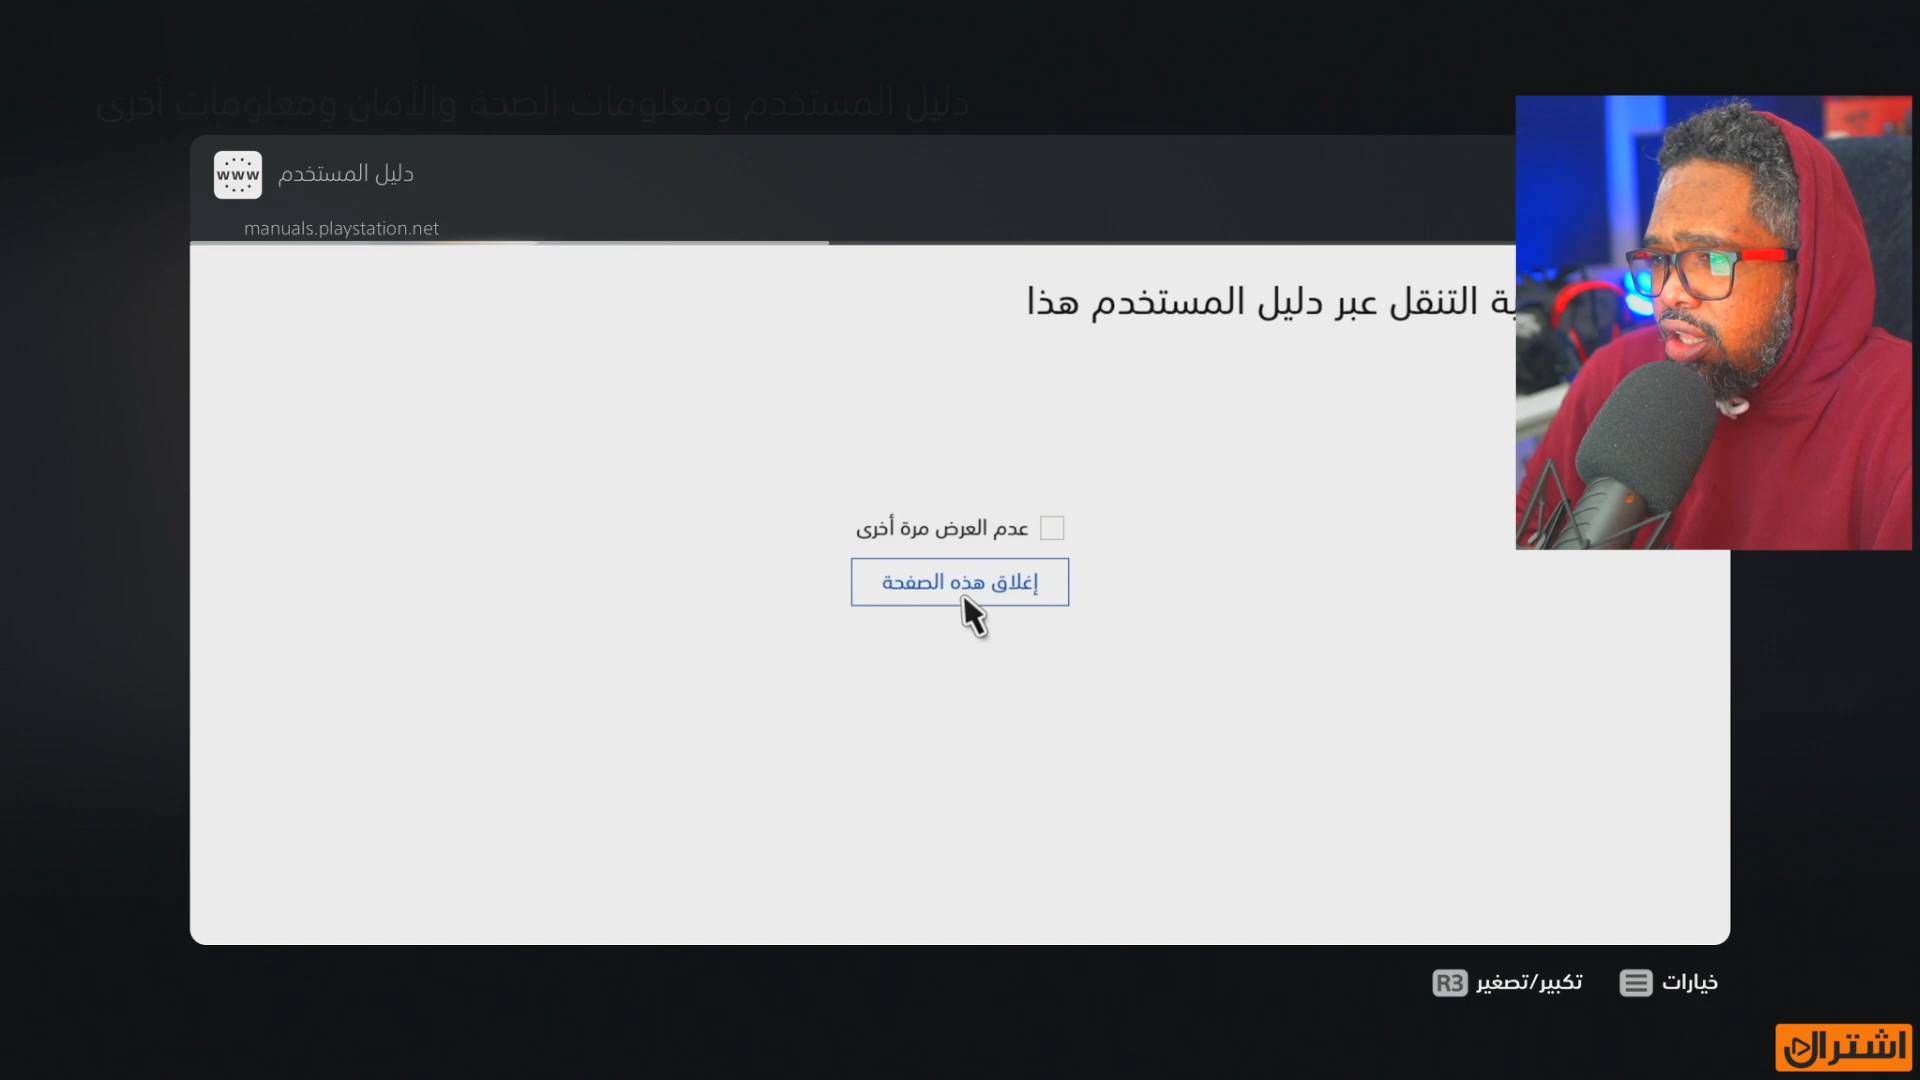 دليل المستخدم ومعلومات الصحة والأمان ومعلومات أخرى
www
دليل المستخدم
manuals.playstation.net
التنقل عبر دليل المستخدم هذا
عدم العرض مرة أخرى
إغلاق هذه الصفحة
R3 تكبير/تصغير
خيارات
اشتراك